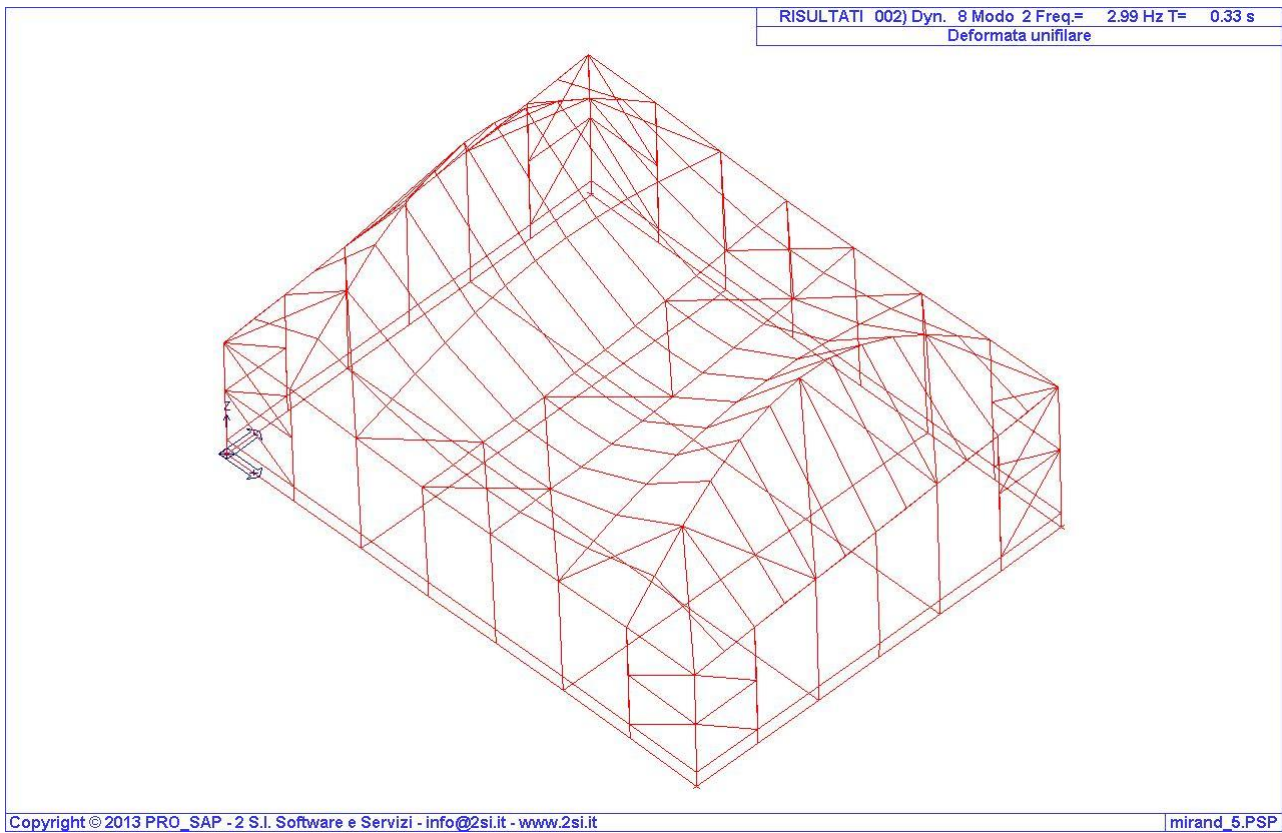 RISULTATI 002) Dyn. 8 Modo 2 Freq.= 2.99 Hz T= 0.33 s
Deformata unifilare
Z
Copyright © 2013 PRO_SAP - 2 S.I. Software e Servizi - info@2si.it - www.2si.it
mirand_5.PSP